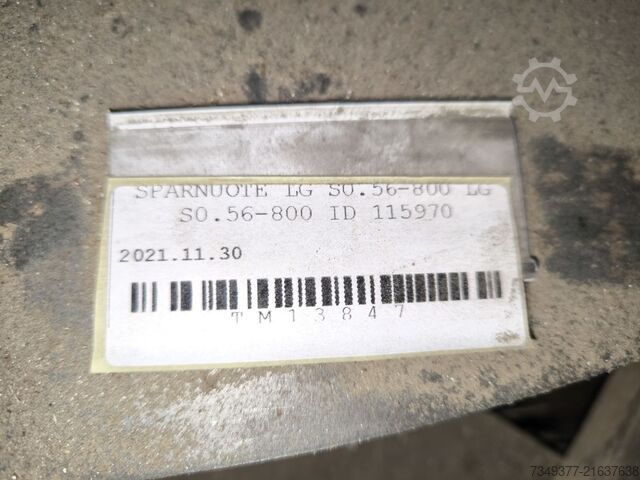 SPARNUOTE LG S0.56-800 LG
S0.56-800 ID 115970
2021.11.30
TM13847
7349377-21637638